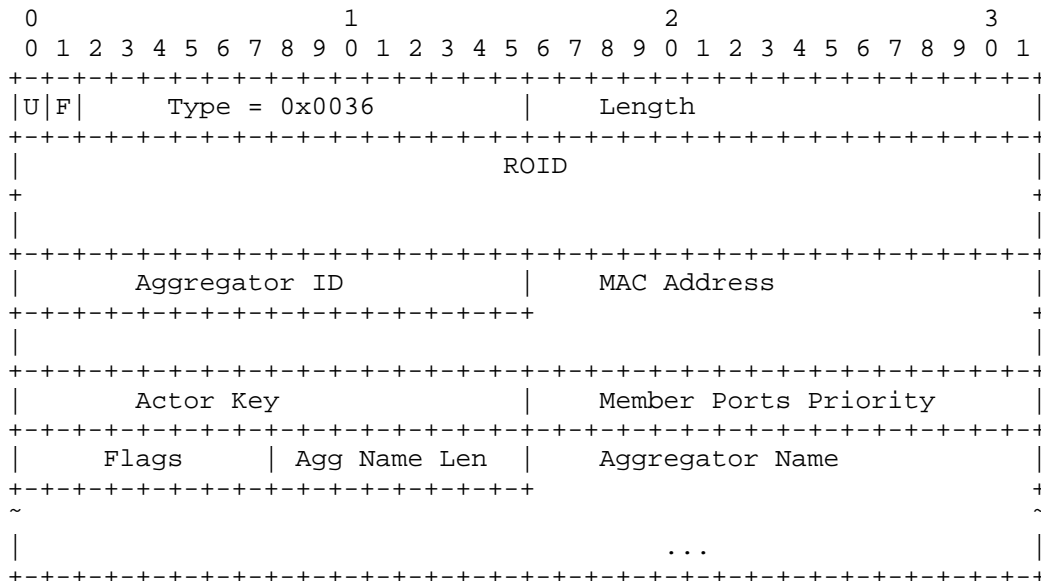 0                   1                   2                   3
 0 1 2 3 4 5 6 7 8 9 0 1 2 3 4 5 6 7 8 9 0 1 2 3 4 5 6 7 8 9 0 1
+-+-+-+-+-+-+-+-+-+-+-+-+-+-+-+-+-+-+-+-+-+-+-+-+-+-+-+-+-+-+-+-+
|U|F|     Type = 0x0036         |    Length                     |
+-+-+-+-+-+-+-+-+-+-+-+-+-+-+-+-+-+-+-+-+-+-+-+-+-+-+-+-+-+-+-+-+
|                              ROID                             |
+                                                               +
|                                                               |
+-+-+-+-+-+-+-+-+-+-+-+-+-+-+-+-+-+-+-+-+-+-+-+-+-+-+-+-+-+-+-+-+
|       Aggregator ID           |    MAC Address                |
+-+-+-+-+-+-+-+-+-+-+-+-+-+-+-+-+                               +
|                                                               |
+-+-+-+-+-+-+-+-+-+-+-+-+-+-+-+-+-+-+-+-+-+-+-+-+-+-+-+-+-+-+-+-+
|       Actor Key               |    Member Ports Priority      |
+-+-+-+-+-+-+-+-+-+-+-+-+-+-+-+-+-+-+-+-+-+-+-+-+-+-+-+-+-+-+-+-+
|     Flags     | Agg Name Len  |    Aggregator Name            |
+-+-+-+-+-+-+-+-+-+-+-+-+-+-+-+-+                               +
~                                                               ~
|                                        ...                    |
+-+-+-+-+-+-+-+-+-+-+-+-+-+-+-+-+-+-+-+-+-+-+-+-+-+-+-+-+-+-+-+-+